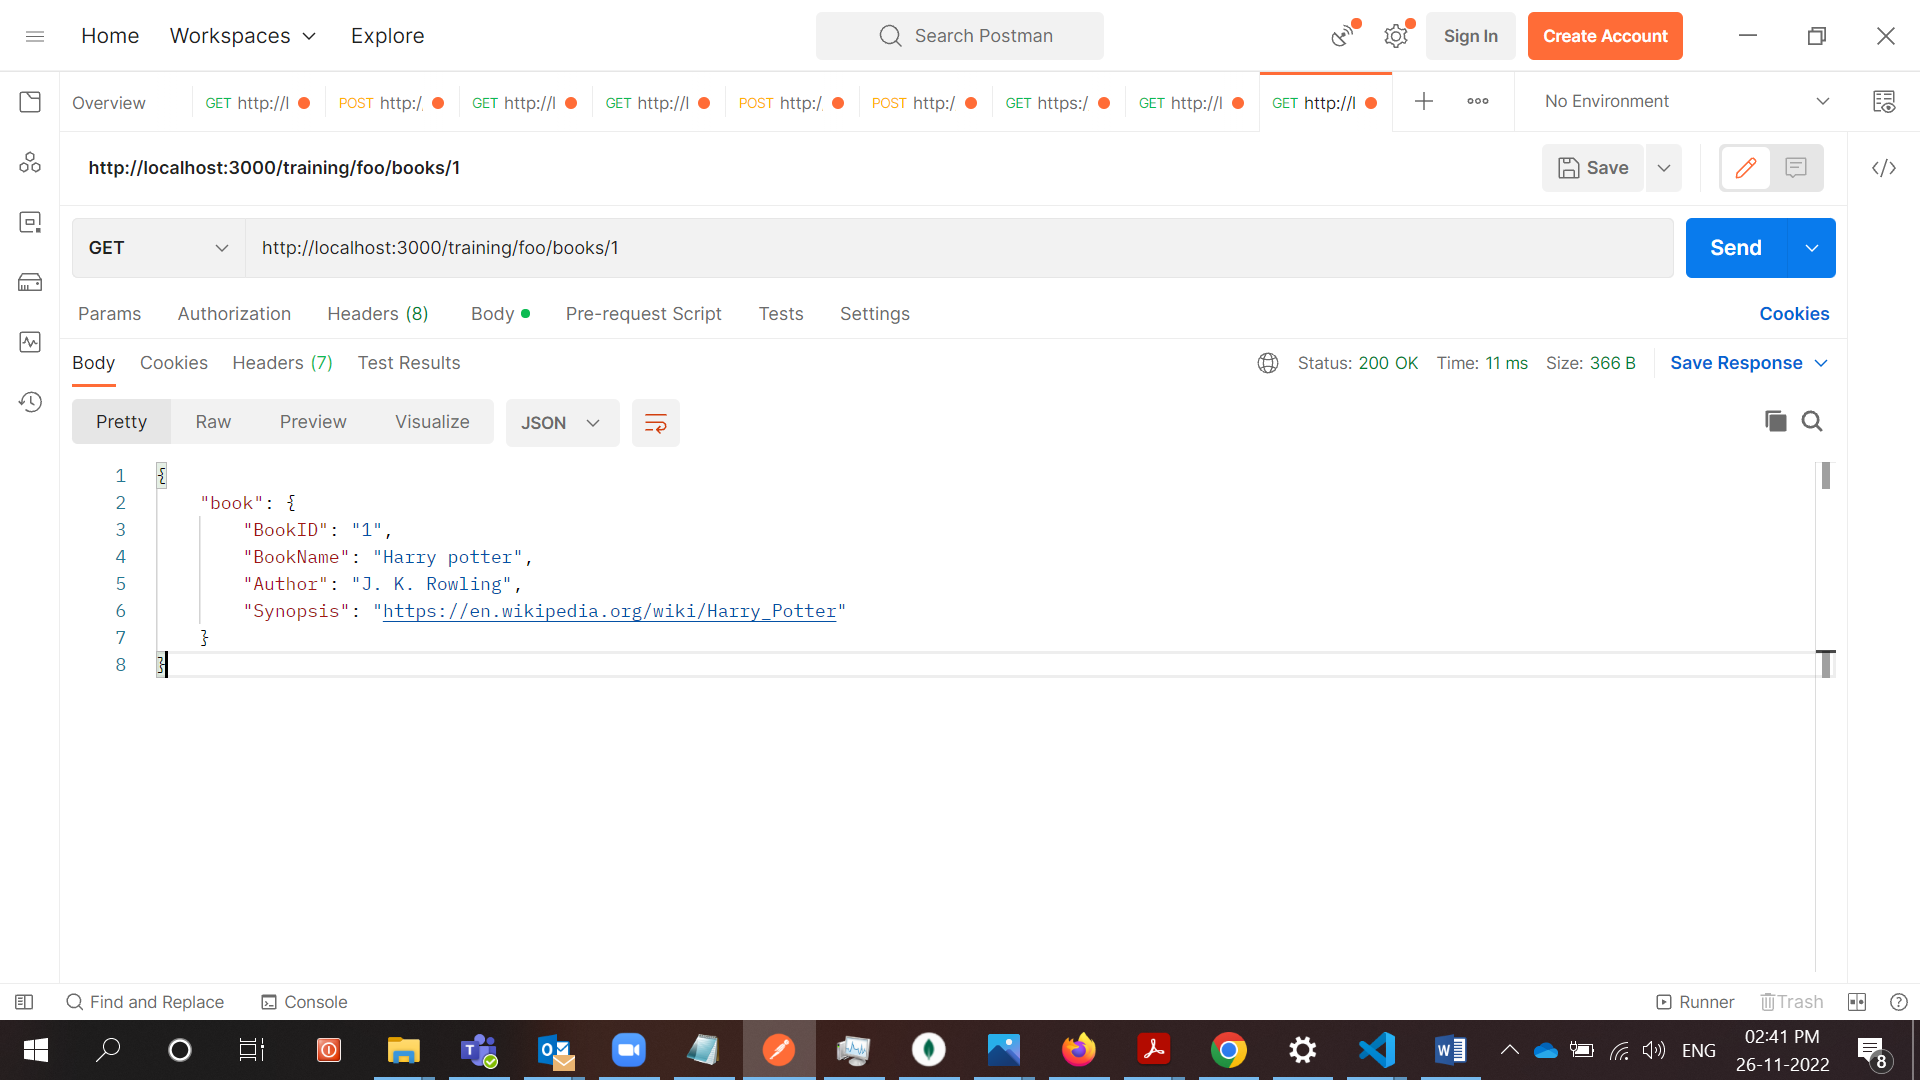 Home Workspaces Explore Search Postman Sign In Create Account
Overview GET http://l POST http:/ GET http://l GET http://l POST http:/ POST http:/ GET https:/ GET http://l GET http://l No Environment
http://localhost:3000/training/foo/books/1 Save
GET http://localhost:3000/training/foo/books/1 Send
Params Authorization Headers (8) Body Pre-request Script Tests Settings Cookies
Body Cookies Headers (7) Test Results Status: 200 OK Time: 11 ms Size: 366 B Save Response
Pretty Raw Preview Visualize JSON
1 {
2 "book": {
3 "BookID": "1",
4 "BookName": "Harry potter",
5 "Author": "J. K. Rowling",
6 "Synopsis": "https://en.wikipedia.org/wiki/Harry_Potter"
7 }
8 }
Find and Replace Console Runner Trash
ENG 02:41 PM
26-11-2022 8